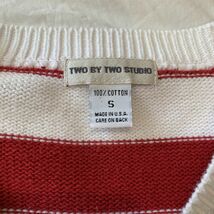 TWO BY TWO STUDIO
100% COTTON
S
MADE IN U.S.A.
CARE ON BACK